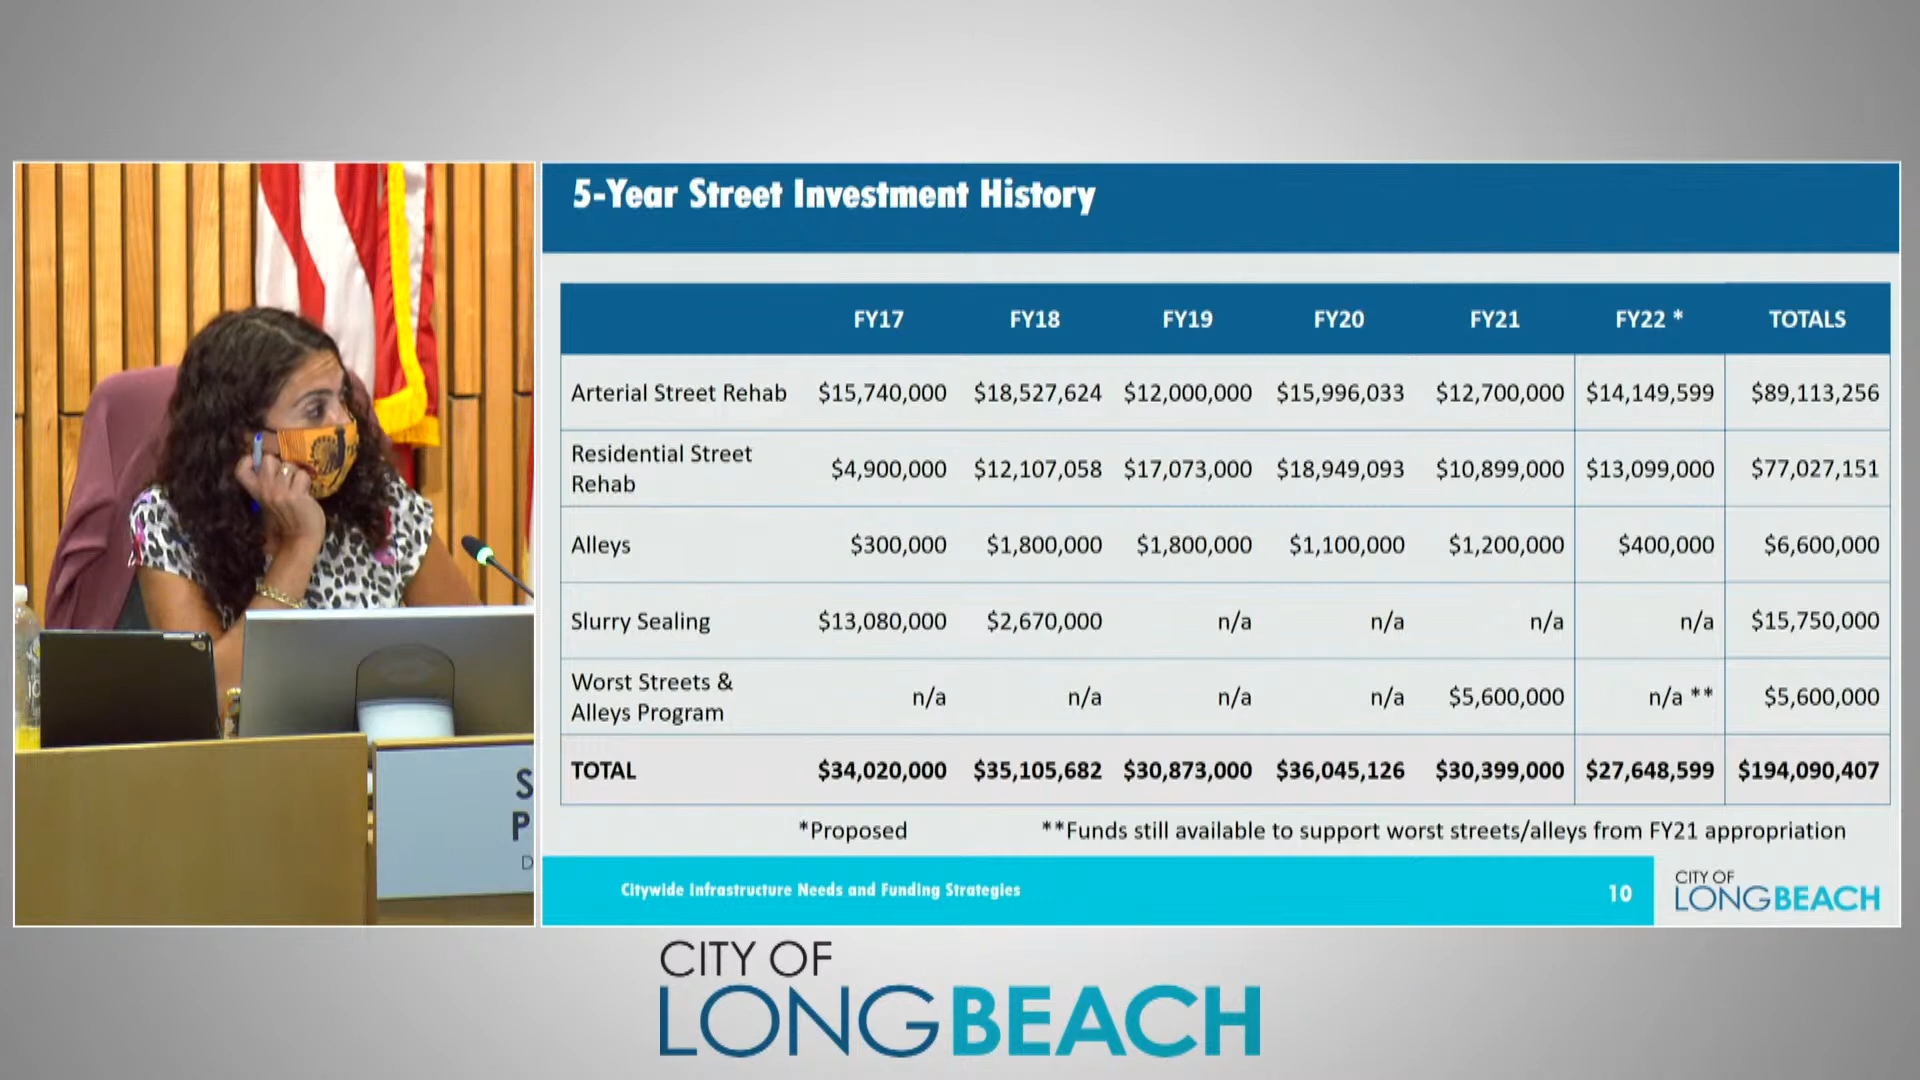 5-Year Street Investment History
FY17 FY18 FY19 FY20 FY21 FY22 * TOTALS
Arterial Street Rehab $15,740,000 $18,527,624 $12,000,000 $15,996,033 $12,700,000 $14,149,599 $89,113,256
Residential Street
Rehab $4,900,000 $12,107,058 $17,073,000 $18,949,093 $10,899,000 $13,099,000 $77,027,151
Alleys $300,000 $1,800,000 $1,800,000 $1,100,000 $1,200,000 $400,000 $6,600,000
Slurry Sealing $13,080,000 $2,670,000 n/a n/a n/a n/a $15,750,000
Worst Streets &
Alleys Program n/a n/a n/a n/a $5,600,000 n/a ** $5,600,000
TOTAL $34,020,000 $35,105,682 $30,873,000 $36,045,126 $30,399,000 $27,648,599 $194,090,407
*Proposed **Funds still available to support worst streets/alleys from FY21 appropriation
Citywide Infrastructure Needs and Funding Strategies 10
CITY OF
LONGBEACH
S
P
D
CITY OF
LONGBEACH